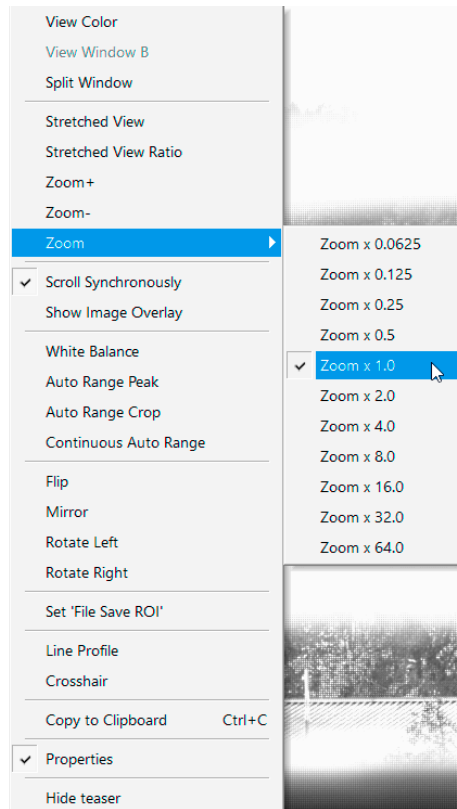 View Color
View Window B
Split Window
Stretched View
Stretched View Ratio
Zoom+
Zoom-
Zoom
Scroll Synchronously
Show Image Overlay
White Balance
Auto Range Peak
Auto Range Crop
Continuous Auto Range
Flip
Mirror
Rotate Left
Rotate Right
Set 'File Save ROI'
Line Profile
Crosshair
Copy to Clipboard Ctrl+C
Properties
Hide teaser
Zoom x 0.0625
Zoom x 0.125
Zoom x 0.25
Zoom x 0.5
Zoom x 1.0
Zoom x 2.0
Zoom x 4.0
Zoom x 8.0
Zoom x 16.0
Zoom x 32.0
Zoom x 64.0